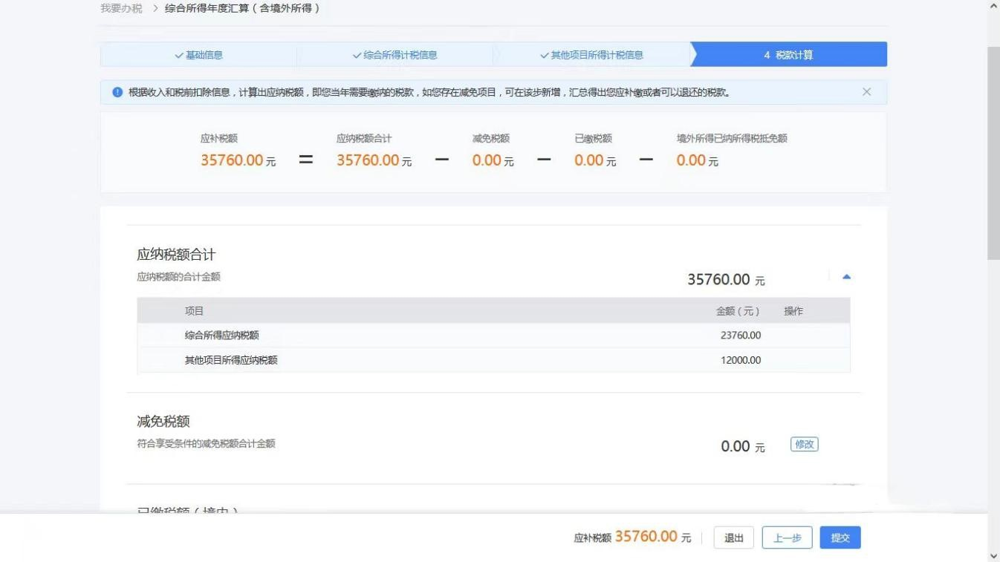 我要办税 > 综合所得年度汇算（含境外所得）
基础信息 综合所得计税信息 其他项目所得计税信息 4 税款计算
根据收入和税前扣除信息，计算出应纳税额，即您当年需要缴纳的税款，如您存在减免项目，可在该步新增，汇总得出您应补缴或者可以退还的税款。
应补税额 应纳税额合计 减免税额 已缴税额 境外所得已纳所得税抵免额
35760.00 元 = 35760.00 元 — 0.00 元 — 0.00 元 — 0.00 元
应纳税额合计
应纳税额的合计金额
35760.00 元
项目 金额（元） 操作
综合所得应纳税额 23760.00
其他项目所得应纳税额 12000.00
减免税额
符合享受条件的减免税额合计金额
0.00 元 修改
已缴税额（境内）
应补税额 35760.00 元 退出 上一步 提交